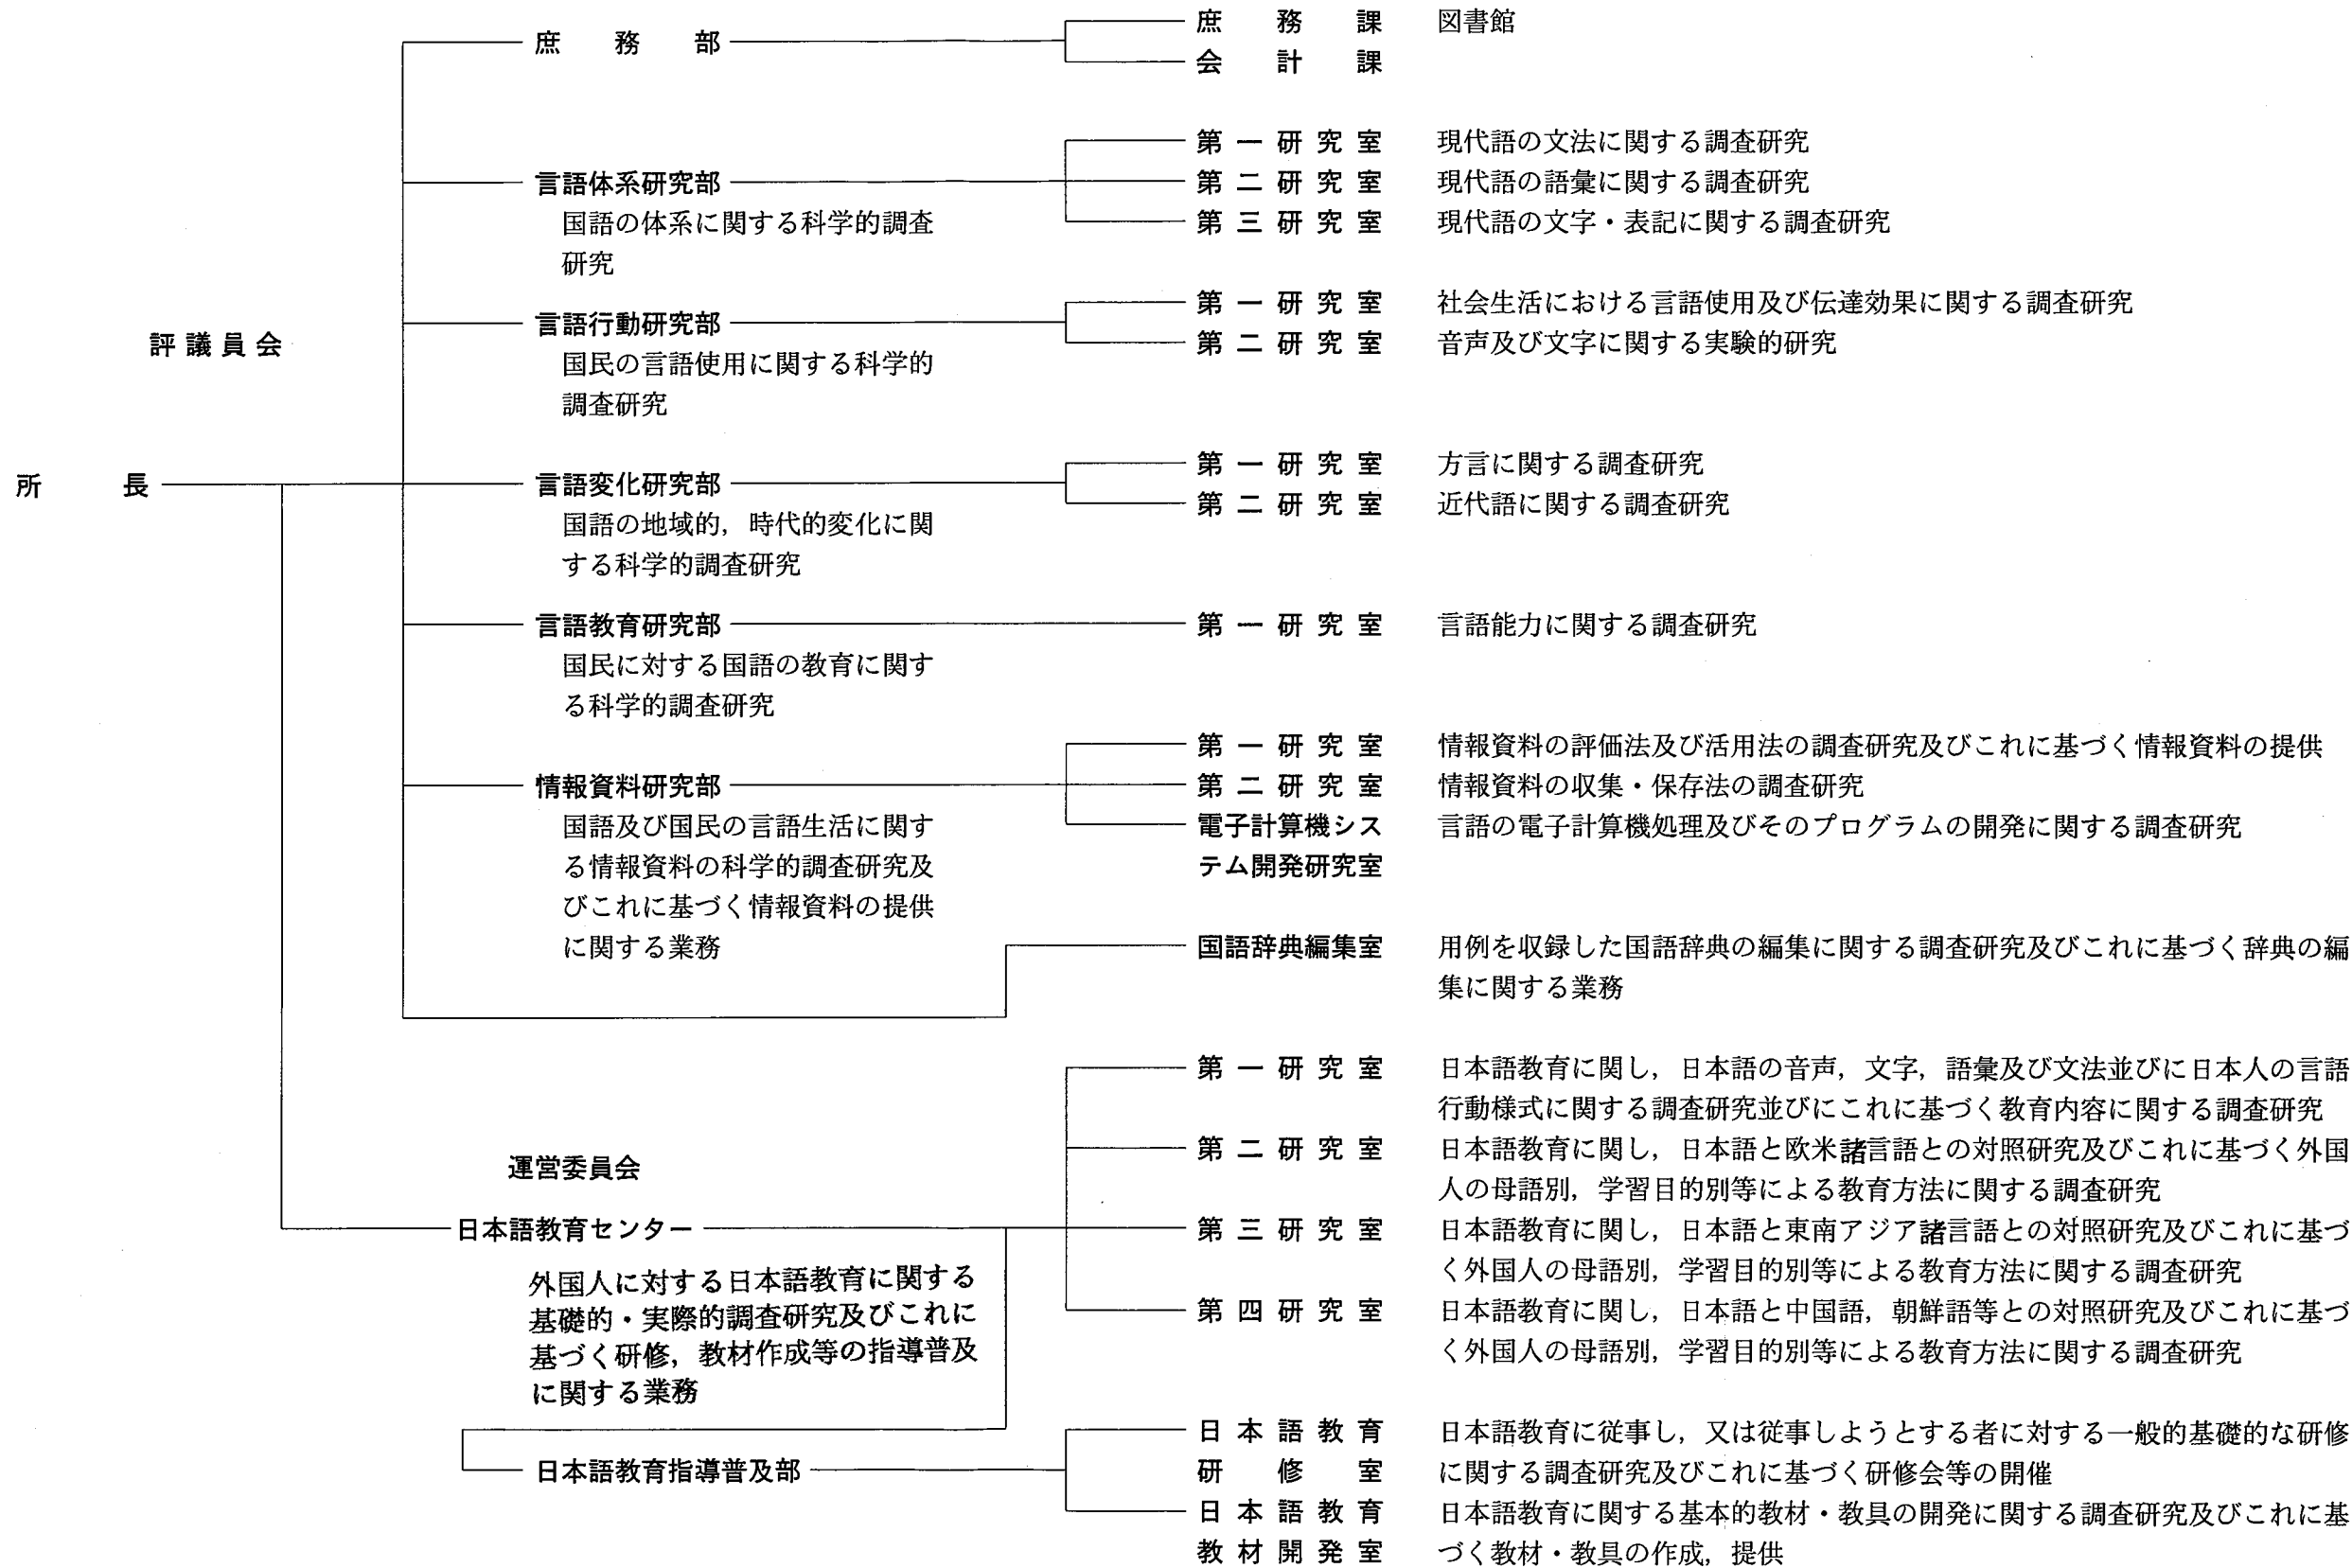 庶務部
庶務課 図書館
会計課
言語体系研究部
国語の体系に関する科学的調査
研究
第一研究室 現代語の文法に関する調査研究
第二研究室 現代語の語彙に関する調査研究
第三研究室 現代語の文字・表記に関する調査研究
評議員会
言語行動研究部
国民の言語使用に関する科学的
調査研究
第一研究室 社会生活における言語使用及び伝達効果に関する調査研究
第二研究室 音声及び文字に関する実験的研究
所長
言語変化研究部
国語の地域的，時代的変化に関
する科学的調査研究
第一研究室 方言に関する調査研究
第二研究室 近代語に関する調査研究
言語教育研究部
国民に対する国語の教育に関す
る科学的調査研究
第一研究室 言語能力に関する調査研究
情報資料研究部
国語及び国民の言語生活に関す
る情報資料の科学的調査研究及
びこれに基づく情報資料の提供
に関する業務
第一研究室 情報資料の評価法及び活用法の調査研究及びこれに基づく情報資料の提供
第二研究室 情報資料の収集・保存法の調査研究
電子計算機シス 言語の電子計算機処理及びそのプログラムの開発に関する調査研究
テム開発研究室
国語辞典編集室 用例を収録した国語辞典の編集に関する調査研究及びこれに基づく辞典の編
集に関する業務
運営委員会
日本語教育センター
外国人に対する日本語教育に関する
基礎的・実際的調査研究及びこれに
基づく研修，教材作成等の指導普及
に関する業務
第一研究室 日本語教育に関し，日本語の音声，文字，語彙及び文法並びに日本人の言語
行動様式に関する調査研究並びにこれに基づく教育内容に関する調査研究
第二研究室 日本語教育に関し，日本語と欧米諸言語との対照研究及びこれに基づく外国
人の母語別，学習目的別等による教育方法に関する調査研究
第三研究室 日本語教育に関し，日本語と東南アジア諸言語との対照研究及びこれに基づ
く外国人の母語別，学習目的別等による教育方法に関する調査研究
第四研究室 日本語教育に関し，日本語と中国語，朝鮮語等との対照研究及びこれに基づ
く外国人の母語別，学習目的別等による教育方法に関する調査研究
日本語教育指導普及部
日本語教育 日本語教育に従事し，又は従事しようとする者に対する一般的基礎的な研修
研修室 に関する調査研究及びこれに基づく研修会等の開催
日本語教育 日本語教育に関する基本的教材・教具の開発に関する調査研究及びこれに基
教材開発室 づく教材・教具の作成，提供